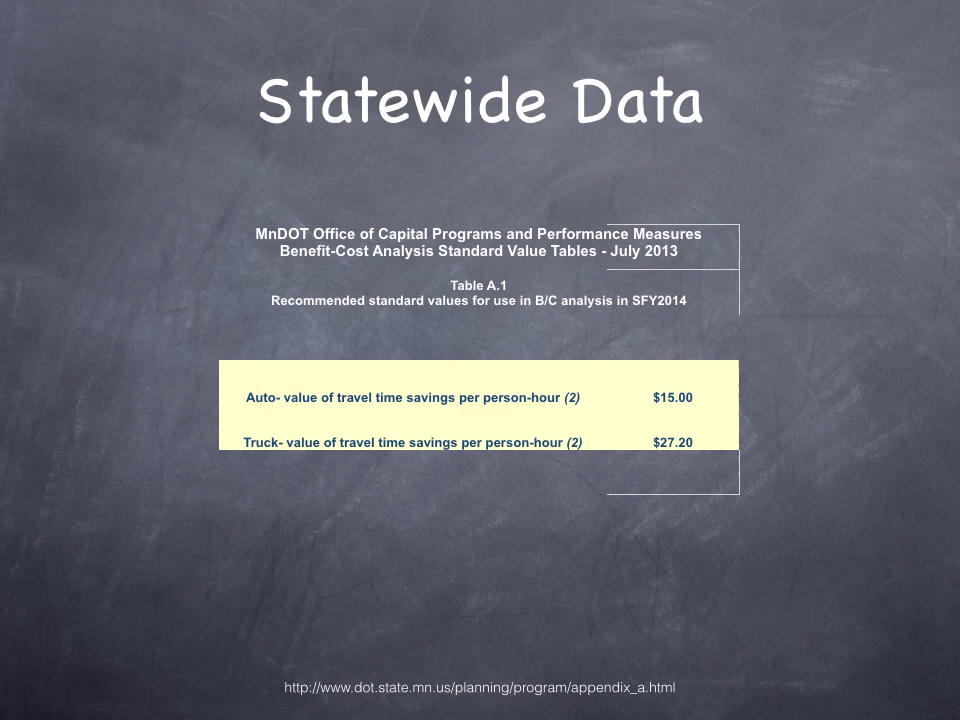 Statewide Data
MnDOT Office of Capital Programs and Performance Measures
Benefit-Cost Analysis Standard Value Tables - July 2013
Table A.1
Recommended standard values for use in B/C analysis in SFY2014
Auto- value of travel time savings per person-hour (2) $15.00
Truck- value of travel time savings per person-hour (2) $27.20
http://www.dot.state.mn.us/planning/program/appendix_a.html